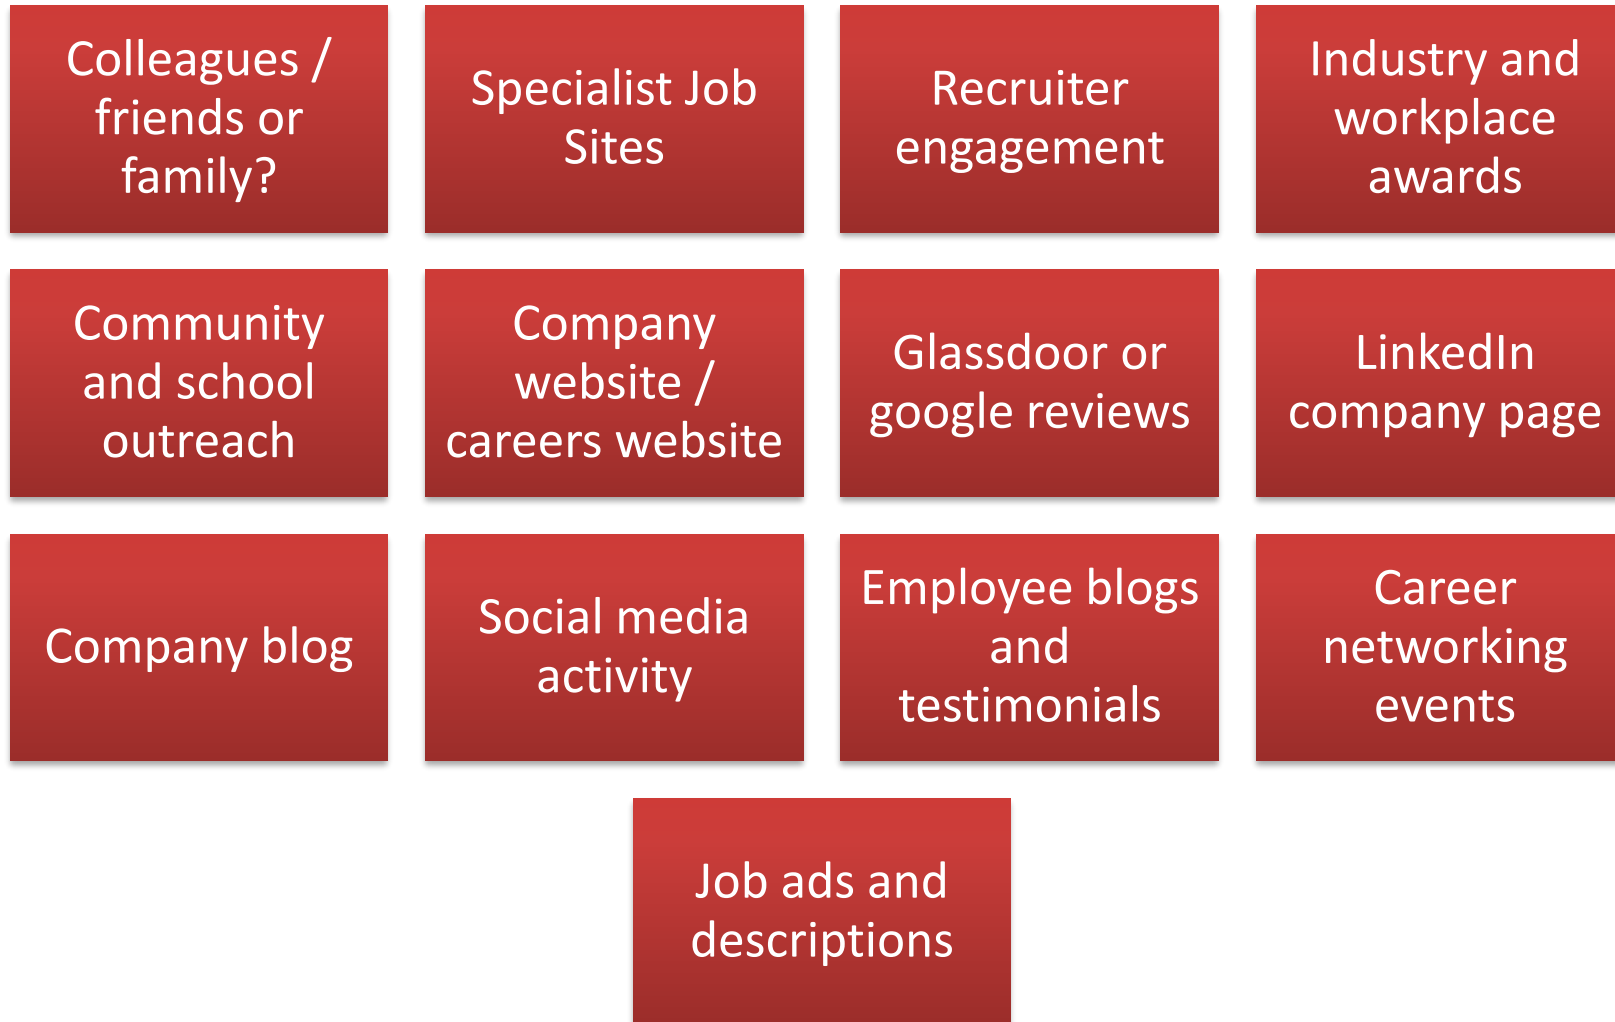 Colleagues /
friends or
family?
Specialist Job
Sites
Recruiter
engagement
Industry and
workplace
awards
Community
and school
outreach
Company
website /
careers website
Glassdoor or
google reviews
LinkedIn
company page
Company blog
Social media
activity
Employee blogs
and
testimonials
Career
networking
events
Job ads and
descriptions